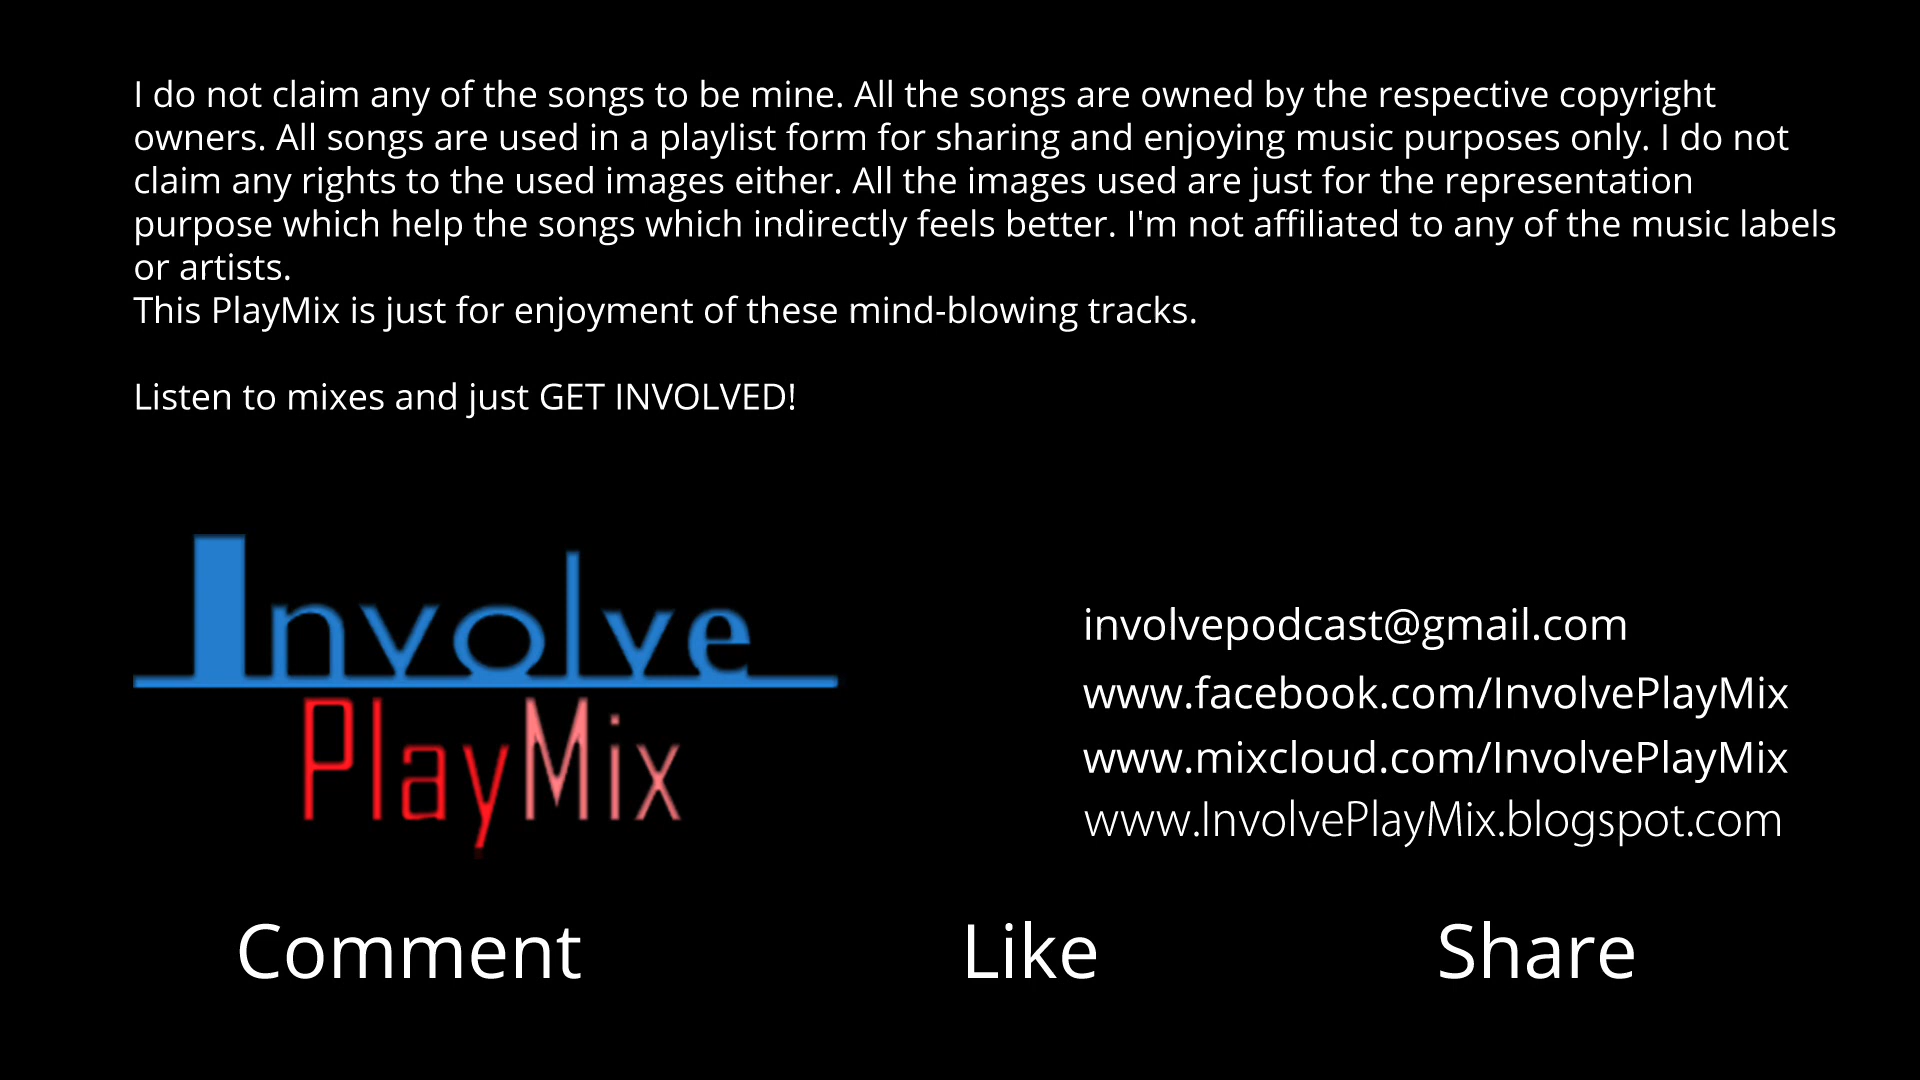 I do not claim any of the songs to be mine. All the songs are owned by the respective copyright
owners. All songs are used in a playlist form for sharing and enjoying music purposes only. I do not
claim any rights to the used images either. All the images used are just for the representation
purpose which help the songs which indirectly feels better. I'm not affiliated to any of the music labels
or artists.
This PlayMix is just for enjoyment of these mind-blowing tracks.
Listen to mixes and just GET INVOLVED!
Involve
PlayMix
involvepodcast@gmail.com
www.facebook.com/InvolvePlayMix
www.mixcloud.com/InvolvePlayMix
www.InvolvePlayMix.blogspot.com
Comment Like Share